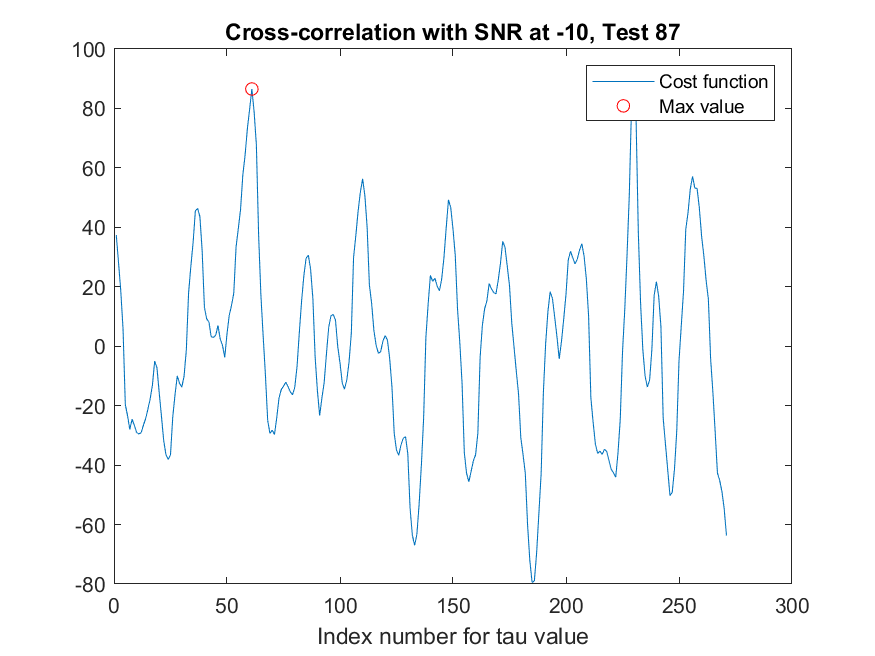 Cross-correlation with SNR at -10, Test 87
100
80
60
40
20
0
-20
-40
-60
-80
0 50 100 150 200 250 300
Index number for tau value
Cost function
Max value